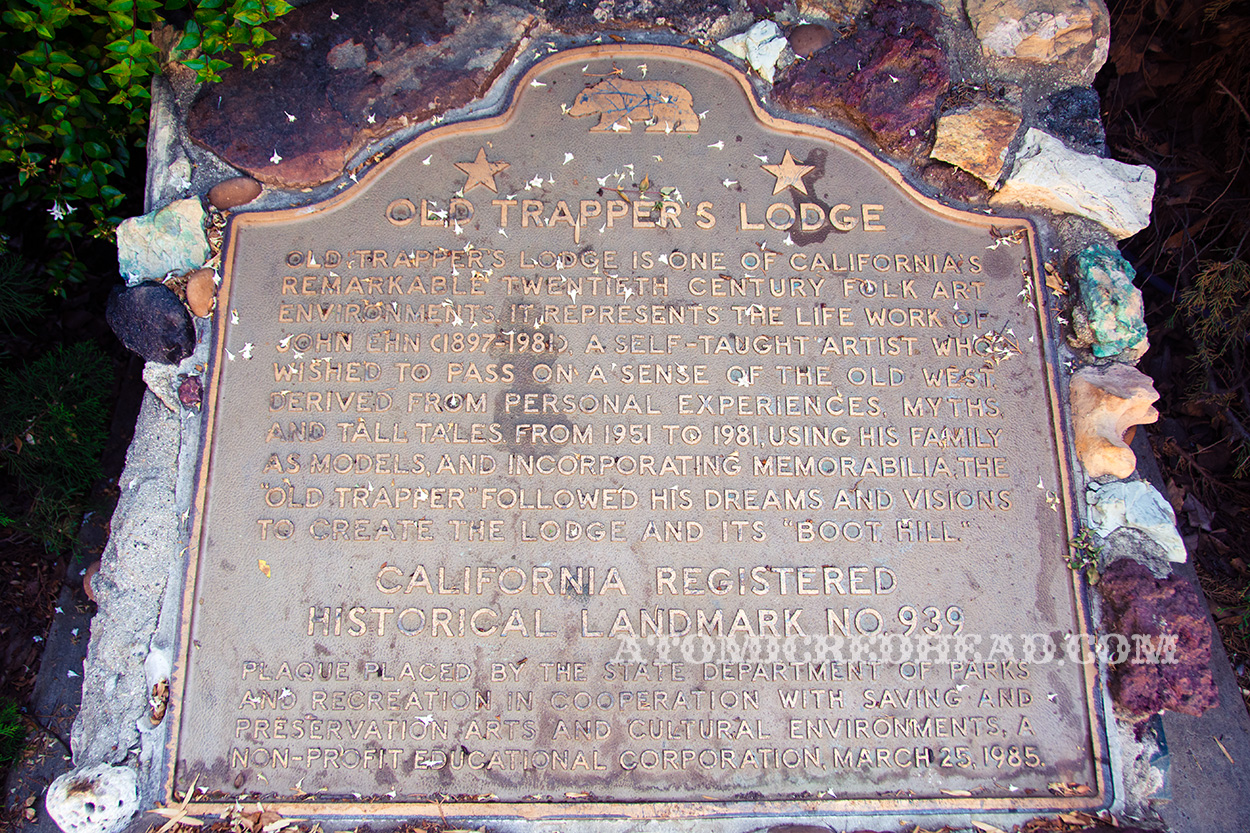 OLD TRAPPER'S LODGE
OLD TRAPPER'S LODGE IS ONE OF CALIFORNIA'S
REMARKABLE TWENTIETH CENTURY FOLK ART
ENVIRONMENTS. IT REPRESENTS THE LIFE WORK OF
JOHN EHN (1897-1981), A SELF-TAUGHT ARTIST WHO
WISHED TO PASS ON A SENSE OF THE OLD WEST,
DERIVED FROM PERSONAL EXPERIENCES, MYTHS,
AND TALL TALES. FROM 1951 TO 1981, USING HIS FAMILY
AS MODELS, AND INCORPORATING MEMORABILIA, THE
"OLD TRAPPER" FOLLOWED HIS DREAMS AND VISIONS
TO CREATE THE LODGE AND ITS "BOOT HILL."
CALIFORNIA REGISTERED
HISTORICAL LANDMARK NO. 939
ATOMICREDHEAD.COM
PLAQUE PLACED BY THE STATE DEPARTMENT OF PARKS
AND RECREATION IN COOPERATION WITH SAVING AND
PRESERVATION ARTS AND CULTURAL ENVIRONMENTS, A
NON-PROFIT EDUCATIONAL CORPORATION, MARCH 25, 1985.